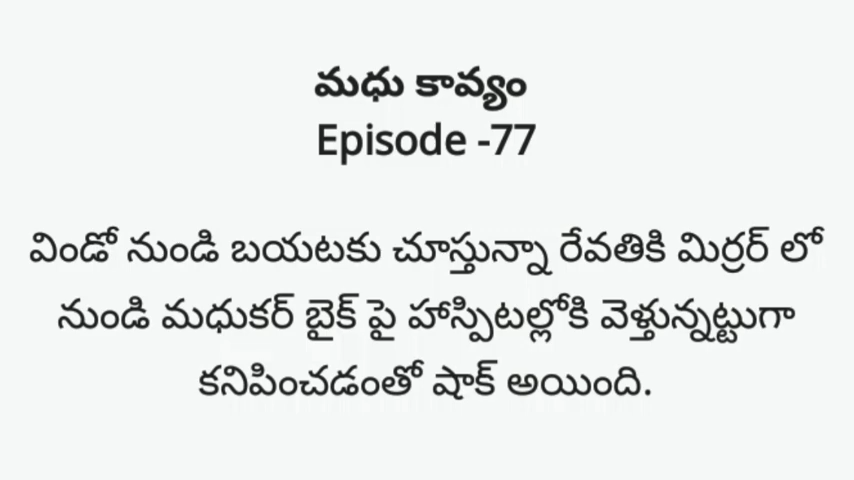 మధు కావ్యం
Episode -77
విండో నుండి బయటకు చూస్తున్నా రేవతికి మిర్రర్ లో
నుండి మధుకర్ బైక్ పై హాస్పిటల్లోకి వెళ్తున్నట్టుగా
కనిపించడంతో షాక్ అయింది.